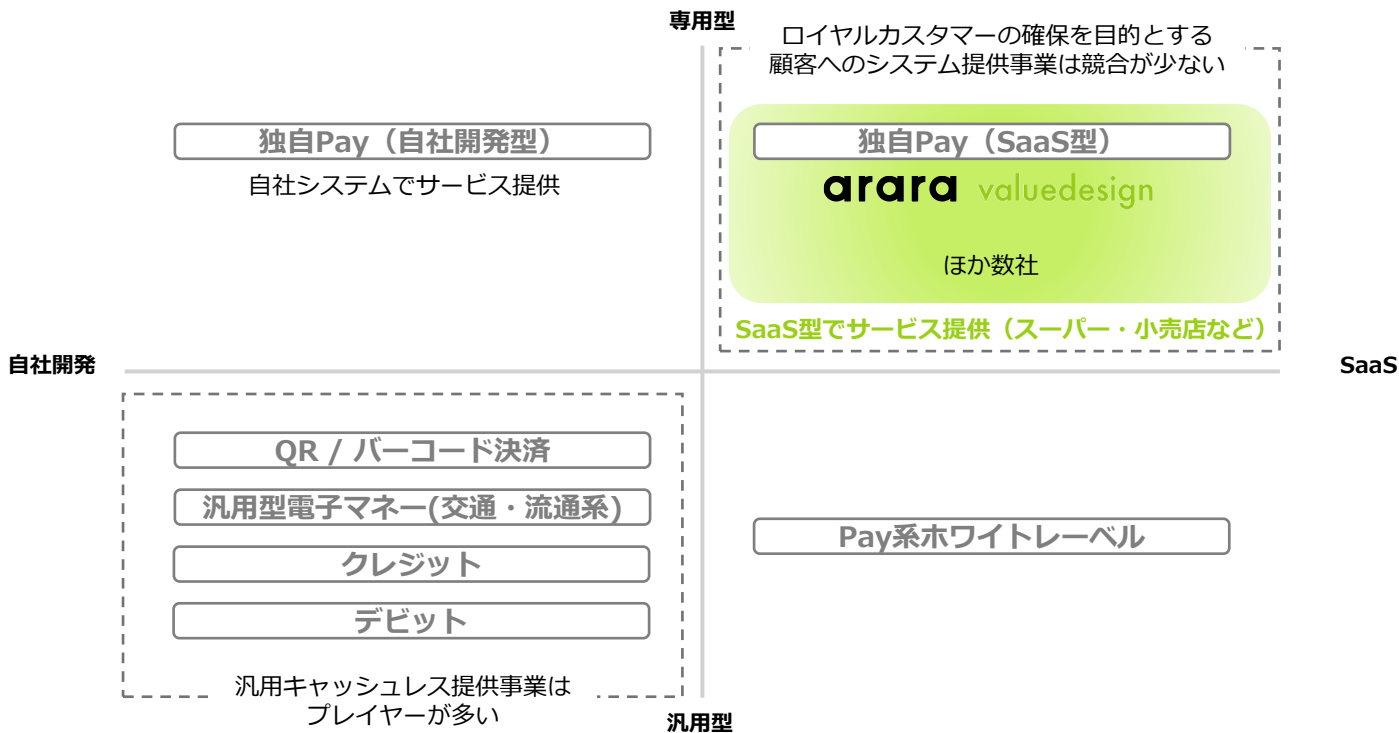 専用型
ロイヤルカスタマーの確保を目的とする
顧客へのシステム提供事業は競合が少ない
独自Pay（自社開発型）
自社システムでサービス提供
独自Pay（SaaS型）
arara valuedesign
ほか数社
SaaS型でサービス提供（スーパー・小売店など）
自社開発
SaaS
QR / バーコード決済
汎用型電子マネー(交通・流通系)
クレジット
デビット
汎用キャッシュレス提供事業は
プレイヤーが多い
Pay系ホワイトレーベル
汎用型